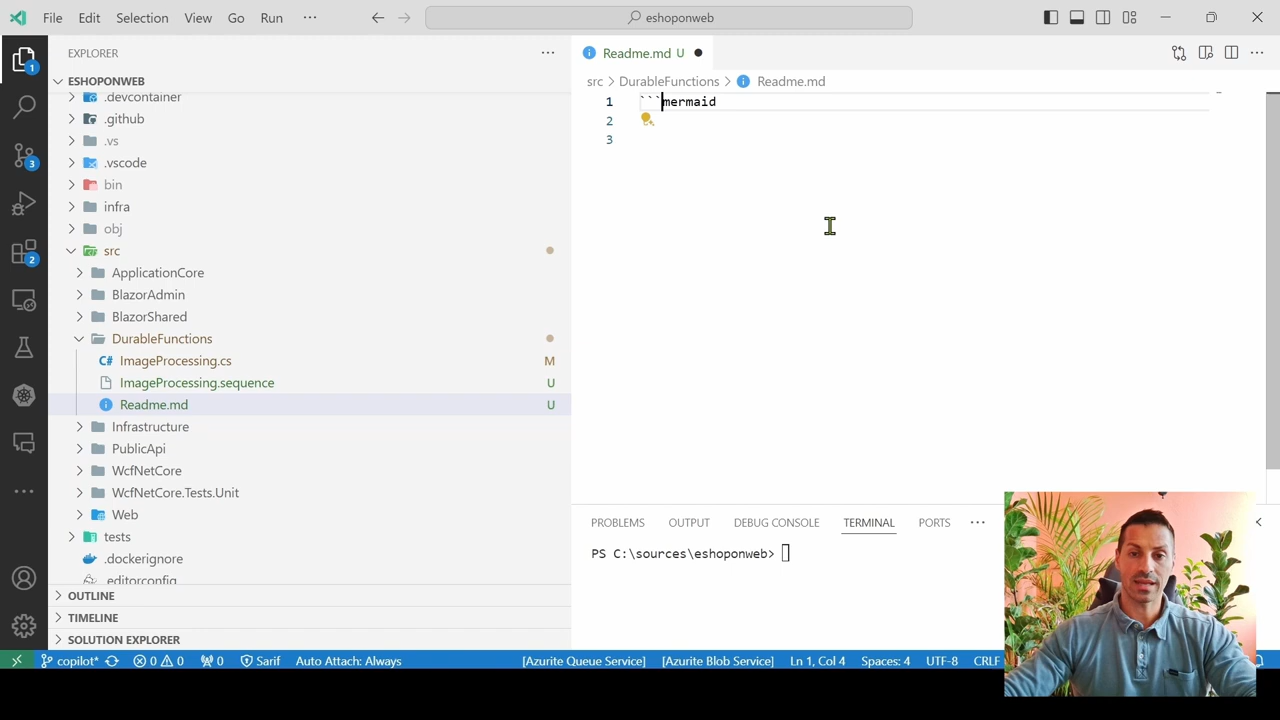 File Edit Selection View Go Run ··· eshoponweb
EXPLORER ···
ESHOPONWEB
.devcontainer
.github
.vs
.vscode
bin
infra
obj
src
ApplicationCore
BlazorAdmin
BlazorShared
DurableFunctions
C# ImageProcessing.cs M
ImageProcessing.sequence U
Readme.md U
Infrastructure
PublicApi
WcfNetCore
WcfNetCore.Tests.Unit
Web
tests
.dockerignore
.editorconfig
OUTLINE
TIMELINE
SOLUTION EXPLORER
1
3
2
Readme.md U
src > DurableFunctions > Readme.md
1 ```mermaid
2
3
PROBLEMS OUTPUT DEBUG CONSOLE TERMINAL PORTS ···
PS C:\sources\eshoponweb>
copilot* 0 0 0 Sarif Auto Attach: Always [Azurite Queue Service] [Azurite Blob Service] Ln 1, Col 4 Spaces: 4 UTF-8 CRLF